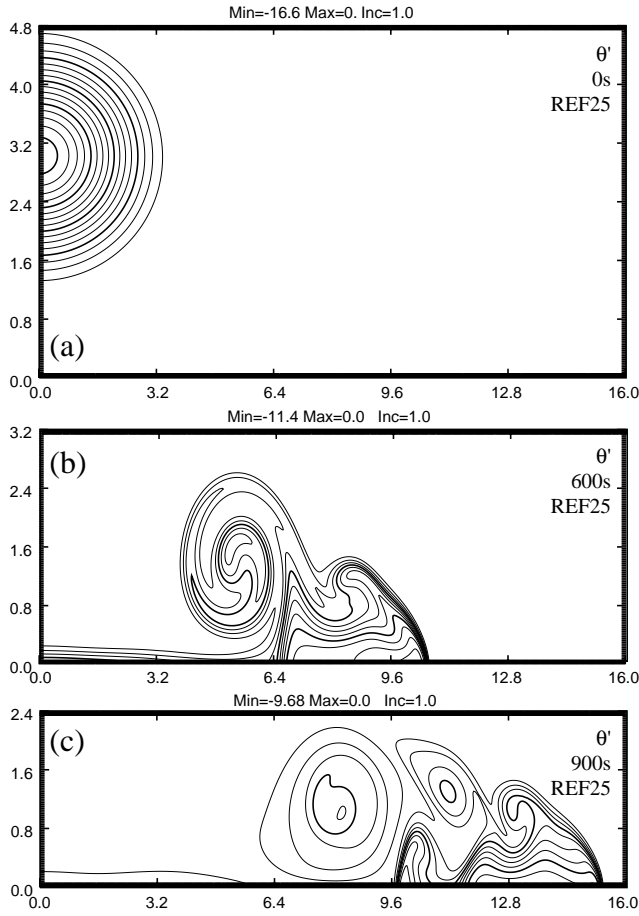 Min=-16.6 Max=0. Inc=1.0
4.8
4.0
3.2
2.4
1.6
0.8
0.0
θ'
0s
REF25
(a)
0.0 3.2 6.4 9.6 12.8 16.0
Min=-11.4 Max=0.0 Inc=1.0
3.2
2.4
1.6
0.8
0.0
(b)
θ'
600s
REF25
0.0 3.2 6.4 9.6 12.8 16.0
Min=-9.68 Max=0.0 Inc=1.0
2.4
1.6
0.8
0.0
(c)
θ'
900s
REF25
0.0 3.2 6.4 9.6 12.8 16.0